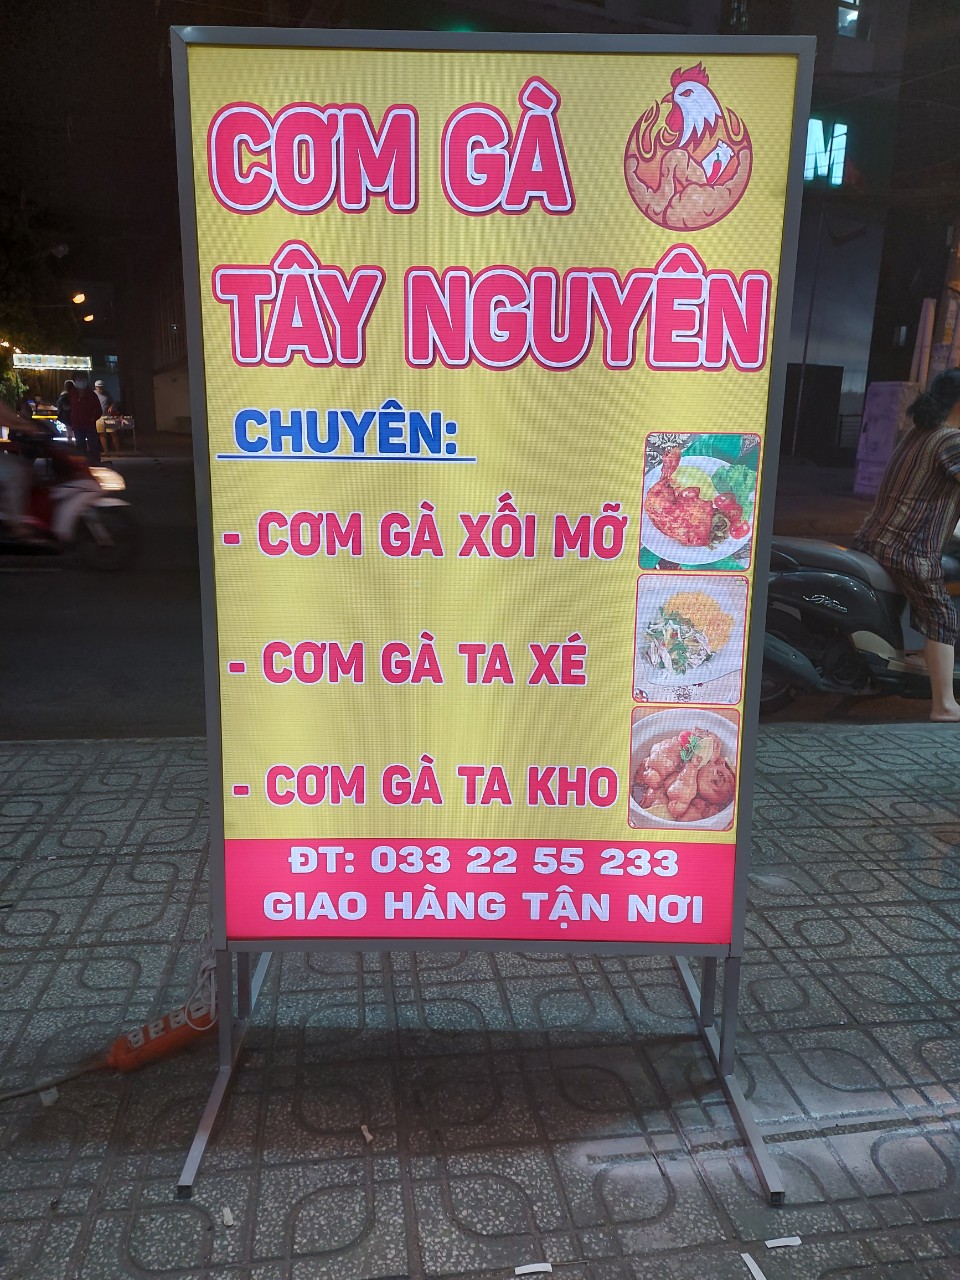 CƠM GÀ
TÂY NGUYÊN
CHUYÊN:
- CƠM GÀ XỐI MỠ
- CƠM GÀ TA XÉ
- CƠM GÀ TA KHO
ĐT: 033 22 55 233
GIAO HÀNG TẬN NƠI
M